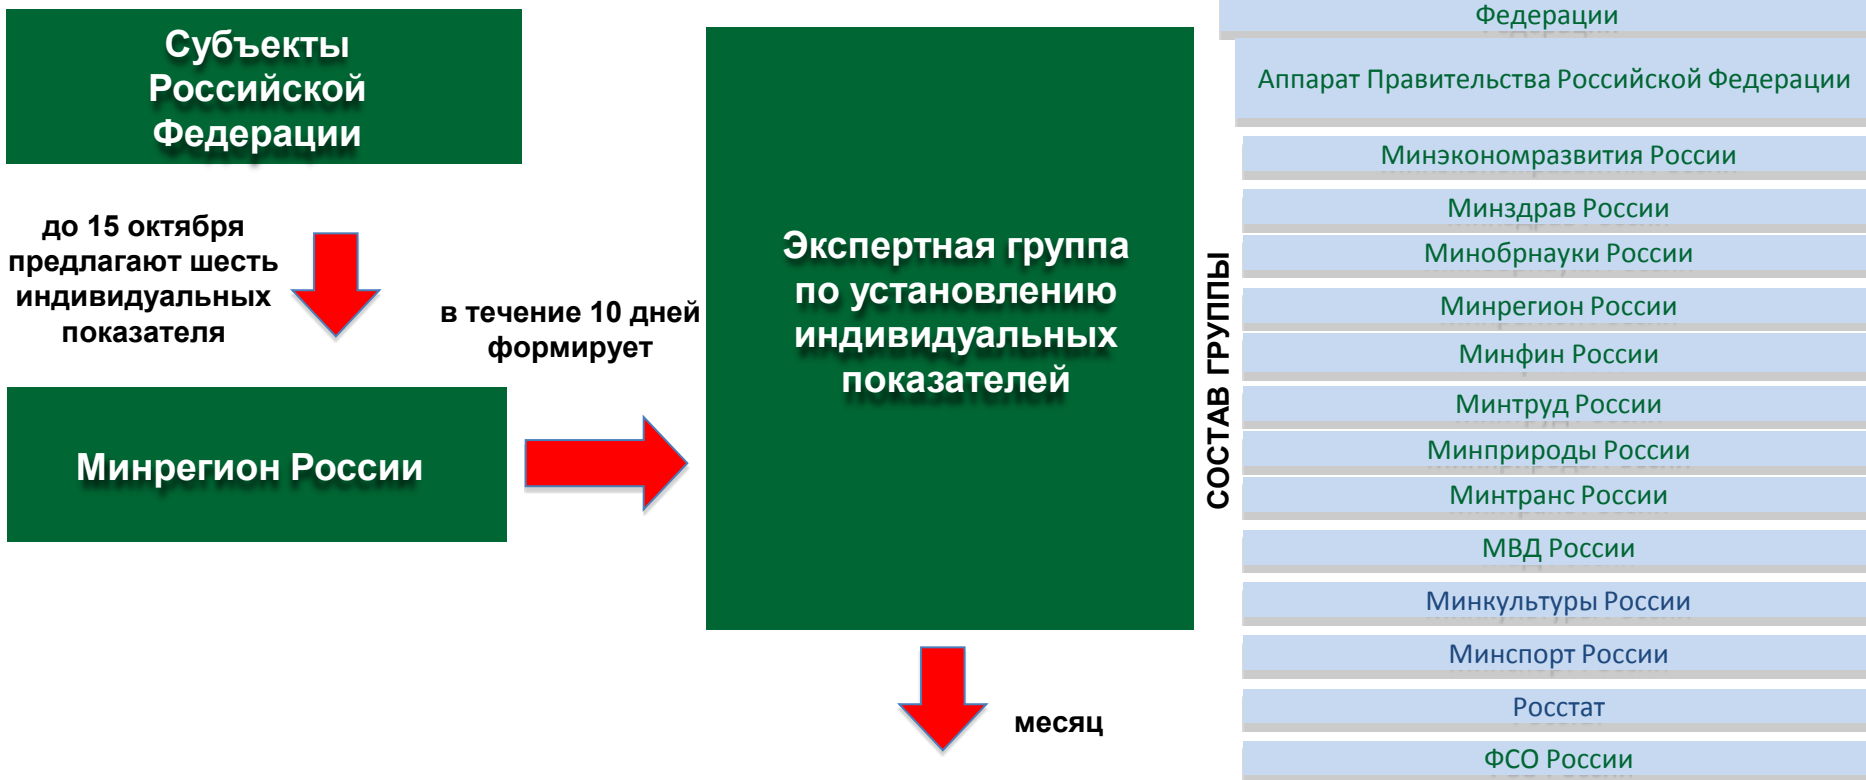 Субъекты
Российской
Федерации
до 15 октября
предлагают шесть
индивидуальных
показателя
Минрегион России
в течение 10 дней
формирует
Экспертная группа
по установлению
индивидуальных
показателей
месяц
СОСТАВ ГРУППЫ
Федерации
Аппарат Правительства Российской Федерации
Минэкономразвития России
Минздрав России
Минобрнауки России
Минрегион России
Минфин России
Минтруд России
Минприроды России
Минтранс России
МВД России
Минкультуры России
Минспорт России
Росстат
ФСО России